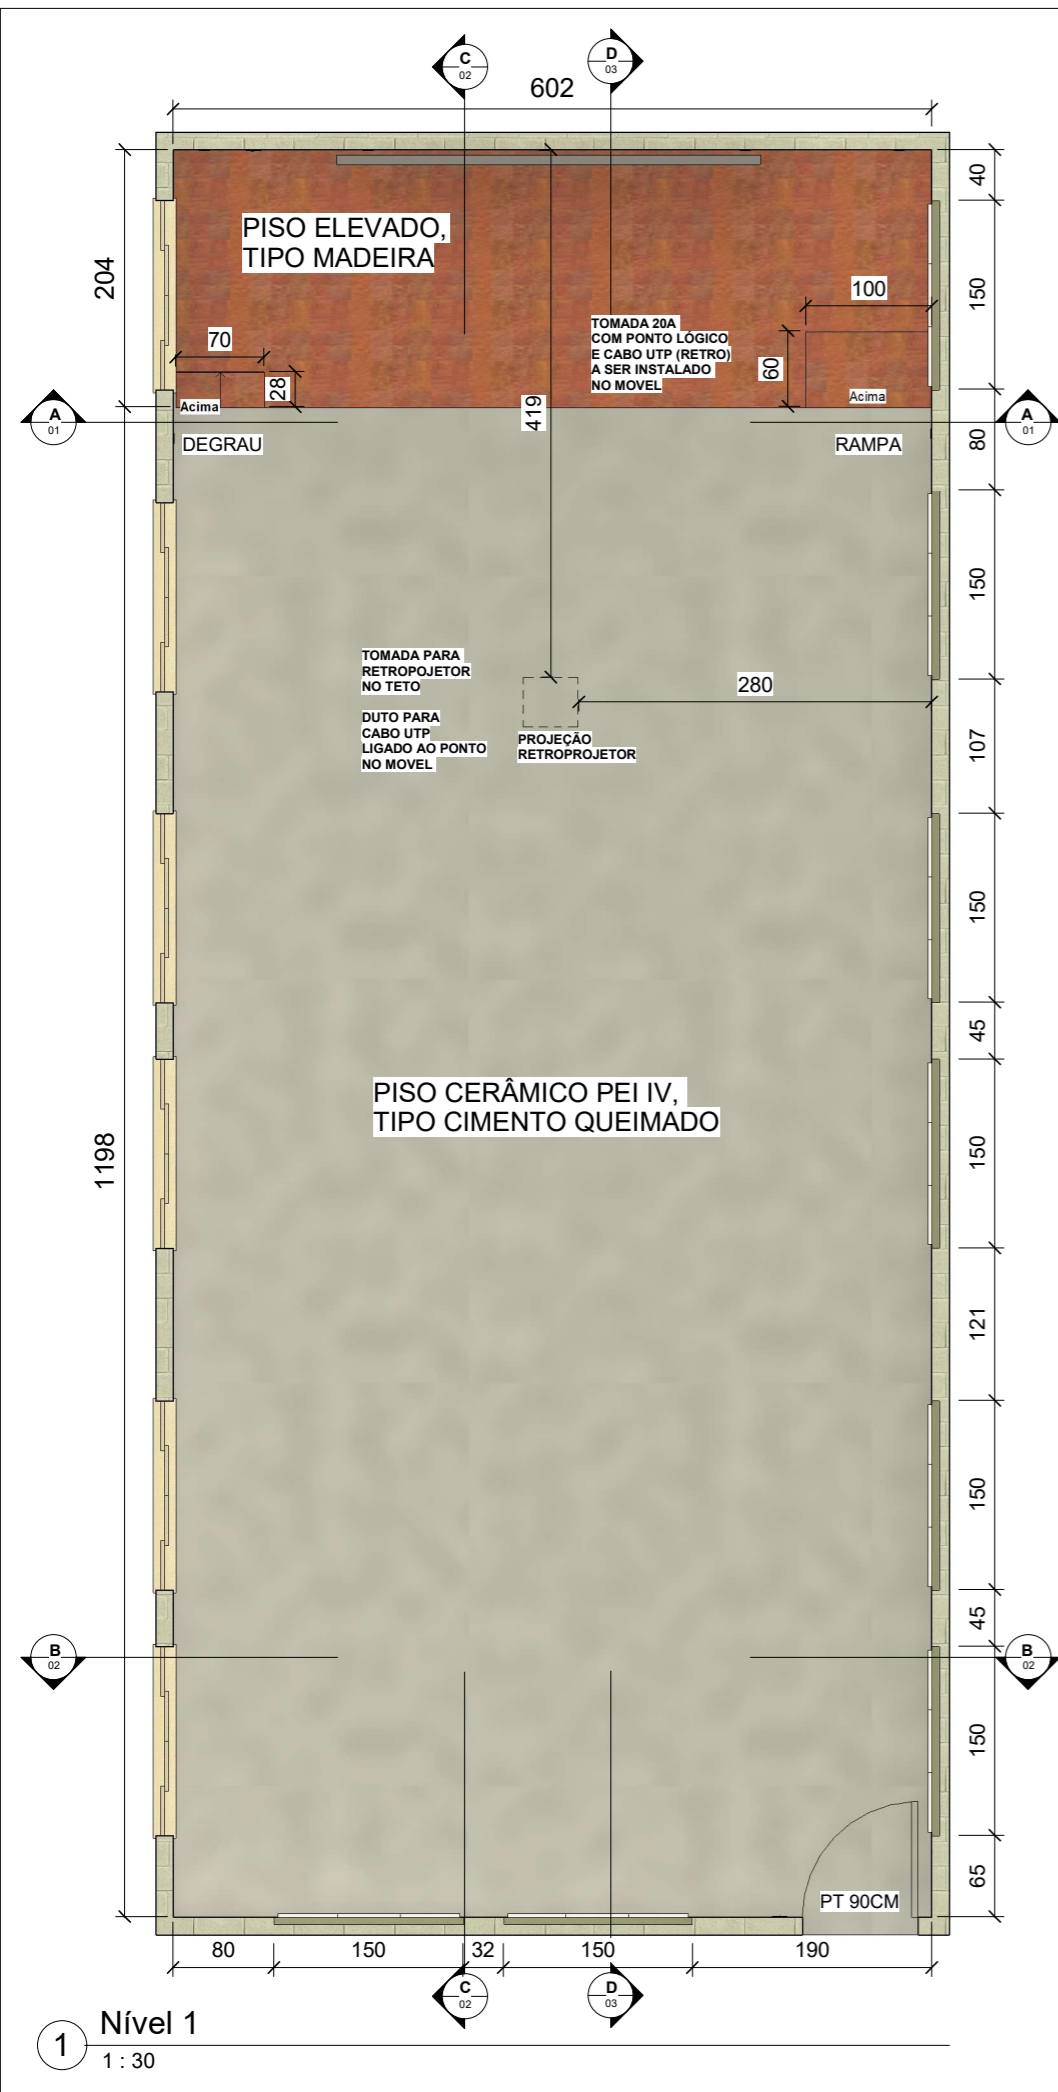 C
02
D
03
602
40
PISO ELEVADO,
TIPO MADEIRA
204
150
100
TOMADA 20A
COM PONTO LÓGICO
E CABO UTP (RETRO)
A SER INSTALADO
NO MOVEL
70
60
28
Acima
Acima
419
A
01
A
01
DEGRAU
RAMPA
80
150
TOMADA PARA
RETROPOJETOR
NO TETO
280
DUTO PARA
CABO UTP
LIGADO AO PONTO
NO MOVEL
PROJEÇÃO
RETROPROJETOR
107
150
45
PISO CERÂMICO PEI IV,
TIPO CIMENTO QUEIMADO
1198
150
121
150
45
B
02
B
02
150
65
PT 90CM
80
150
32
150
190
C
02
D
03
1
Nível 1
1 : 30